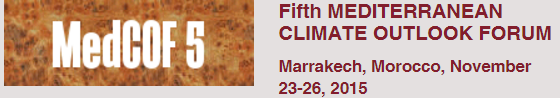 MedCOF 5
Fifth MEDITERRANEAN
CLIMATE OUTLOOK FORUM
Marrakech, Morocco, November
23-26, 2015